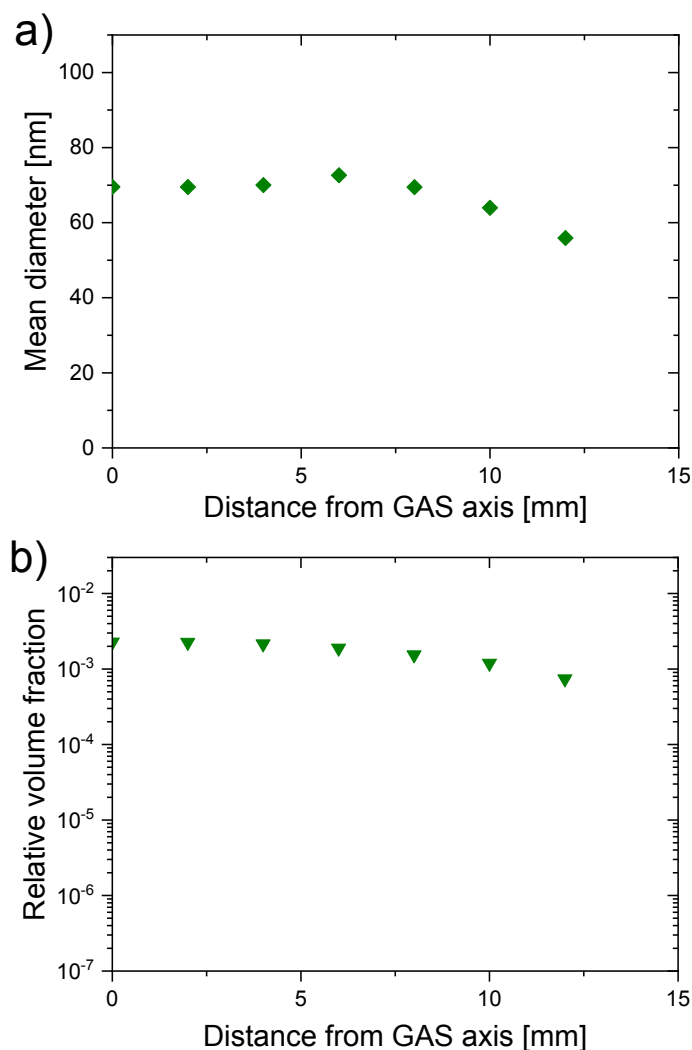 a)
Mean diameter [nm]
100
80
60
40
20
0
0 5 10 15
Distance from GAS axis [mm]
b)
Relative volume fraction
10-2
10-3
10-4
10-5
10-6
10-7
0 5 10 15
Distance from GAS axis [mm]